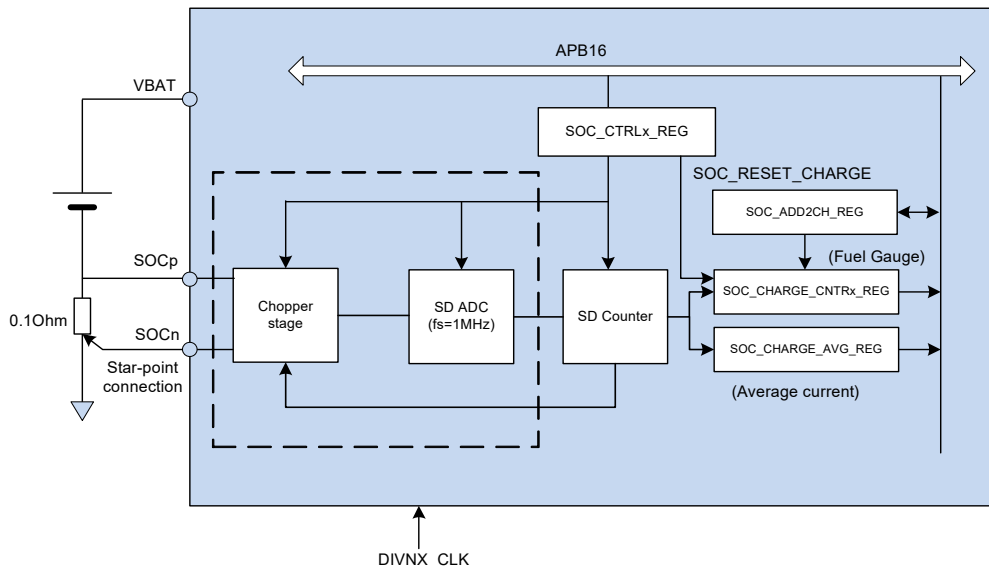 APB16
VBAT
SOC_CTRLx_REG
SOC_RESET_CHARGE
SOC_ADD2CH_REG
SOCp
(Fuel Gauge)
Chopper
stage
SD ADC
(fs=1MHz)
SD Counter
SOC_CHARGE_CNTRx_REG
0.1Ohm
SOCn
SOC_CHARGE_AVG_REG
Star-point
connection
(Average current)
DIVNX_CLK